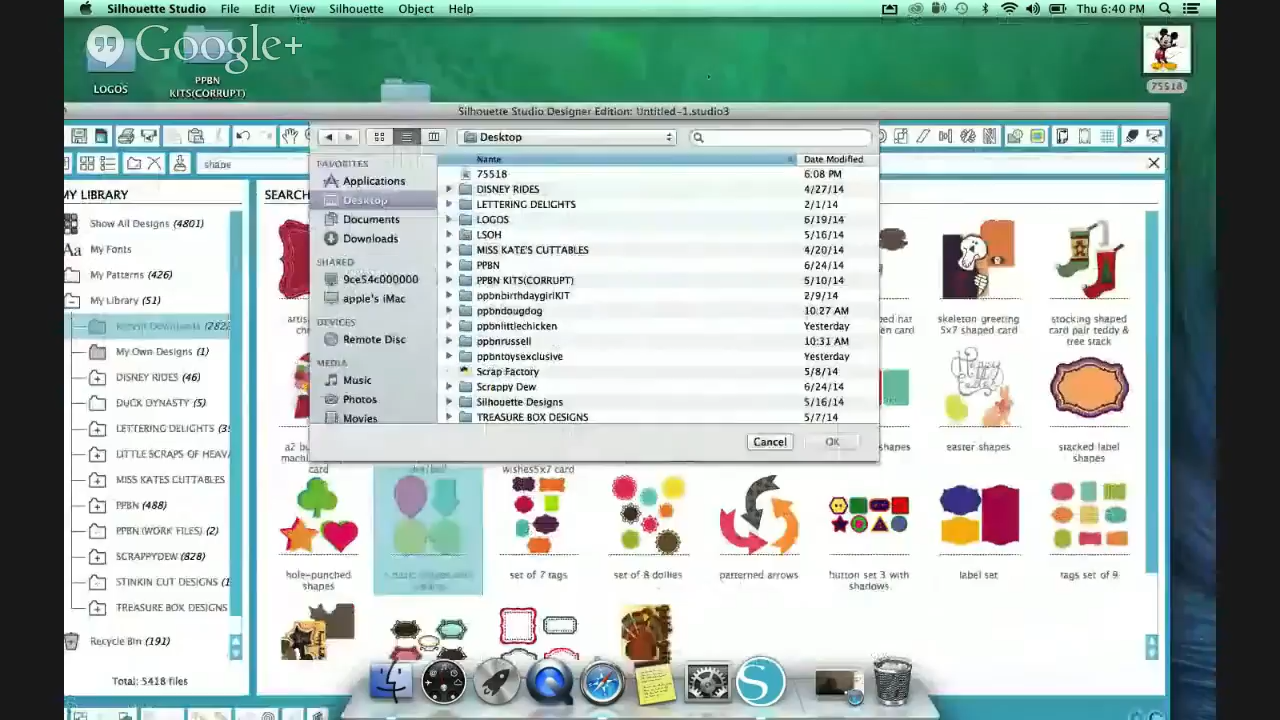 Silhouette Studio File Edit View Silhouette Object Help Thu 6:40 PM
Google+
LOGOS
PPBN
KITS(CORRUPT)
75518
Silhouette Studio Designer Edition: Untitled-1.studio3
Desktop
shape
MY LIBRARY
Show All Designs (4801)
My Fonts
My Patterns (426)
My Library (51)
My Own Designs (1)
DISNEY RIDES (46)
DUCK DYNASTY (5)
LETTERING DELIGHTS
LITTLE SCRAPS OF HEAV
MISS KATES CUTTABLES
PPBN (488)
PPBN (WORK FILES) (2)
SCRAPPYDEW (828)
STINKIN CUT DESIGNS
TREASURE BOX DESIGNS
Recycle Bin (191)
Total: 5418 files
FAVORITES
Applications
Desktop
Documents
Downloads
SHARED
9ce54c000000
apple's iMac
DEVICES
Remote Disc
MEDIA
Music
Photos
Movies
Name Date Modified
75518 6:08 PM
DISNEY RIDES 4/27/14
LETTERING DELIGHTS 2/1/14
LOGOS 6/19/14
LSOH 5/16/14
MISS KATE'S CUTTABLES 4/20/14
PPBN 6/24/14
PPBN KITS(CORRUPT) 5/10/14
ppbnbirthdaygirlKIT 2/9/14
ppbndougdog 10:27 AM
ppbnlittlechicken Yesterday
ppbnrussell 10:31 AM
ppbntoysexclusive Yesterday
Scrap Factory 5/8/14
Scrappy Dew 6/24/14
Silhouette Designs 5/16/14
TREASURE BOX DESIGNS 5/7/14
Cancel OK
skeleton greeting
5x7 shaped card
stocking shaped
card pair teddy &
tree stack
easter shapes
stacked label
shapes
card
wishes5x7 card
hole-punched
shapes
set of 7 tags
set of 8 doilies
patterned arrows
button set 3 with
shadows
label set
tags set of 9